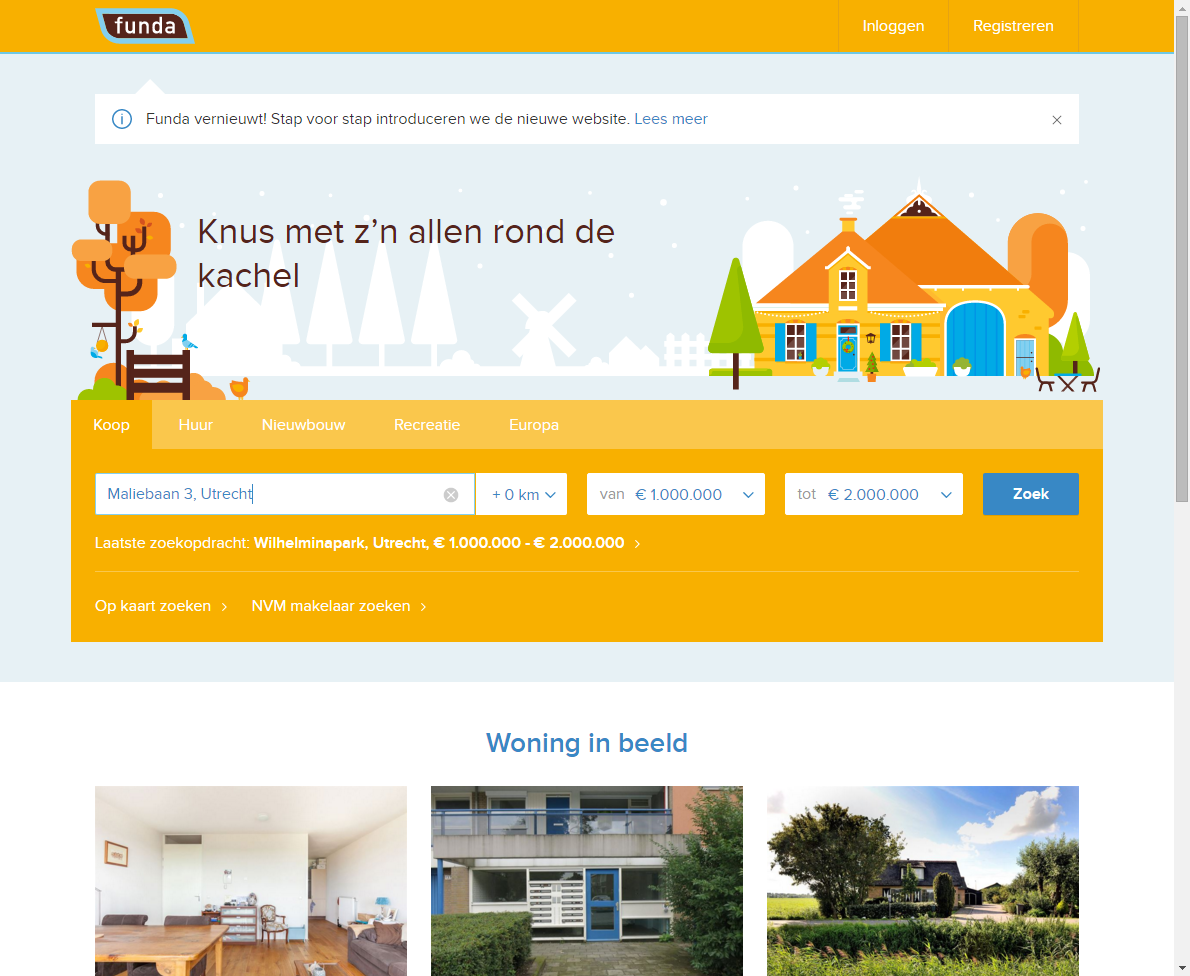 funda
Inloggen
Registreren
Funda vernieuwt! Stap voor stap introduceren we de nieuwe website. Lees meer
Knus met z’n allen rond de
kachel
Koop
Huur
Nieuwbouw
Recreatie
Europa
Maliebaan 3, Utrecht
+ 0 km
van € 1.000.000
tot € 2.000.000
Zoek
Laatste zoekopdracht: Wilhelminapark, Utrecht, € 1.000.000 - € 2.000.000
Op kaart zoeken
NVM makelaar zoeken
Woning in beeld